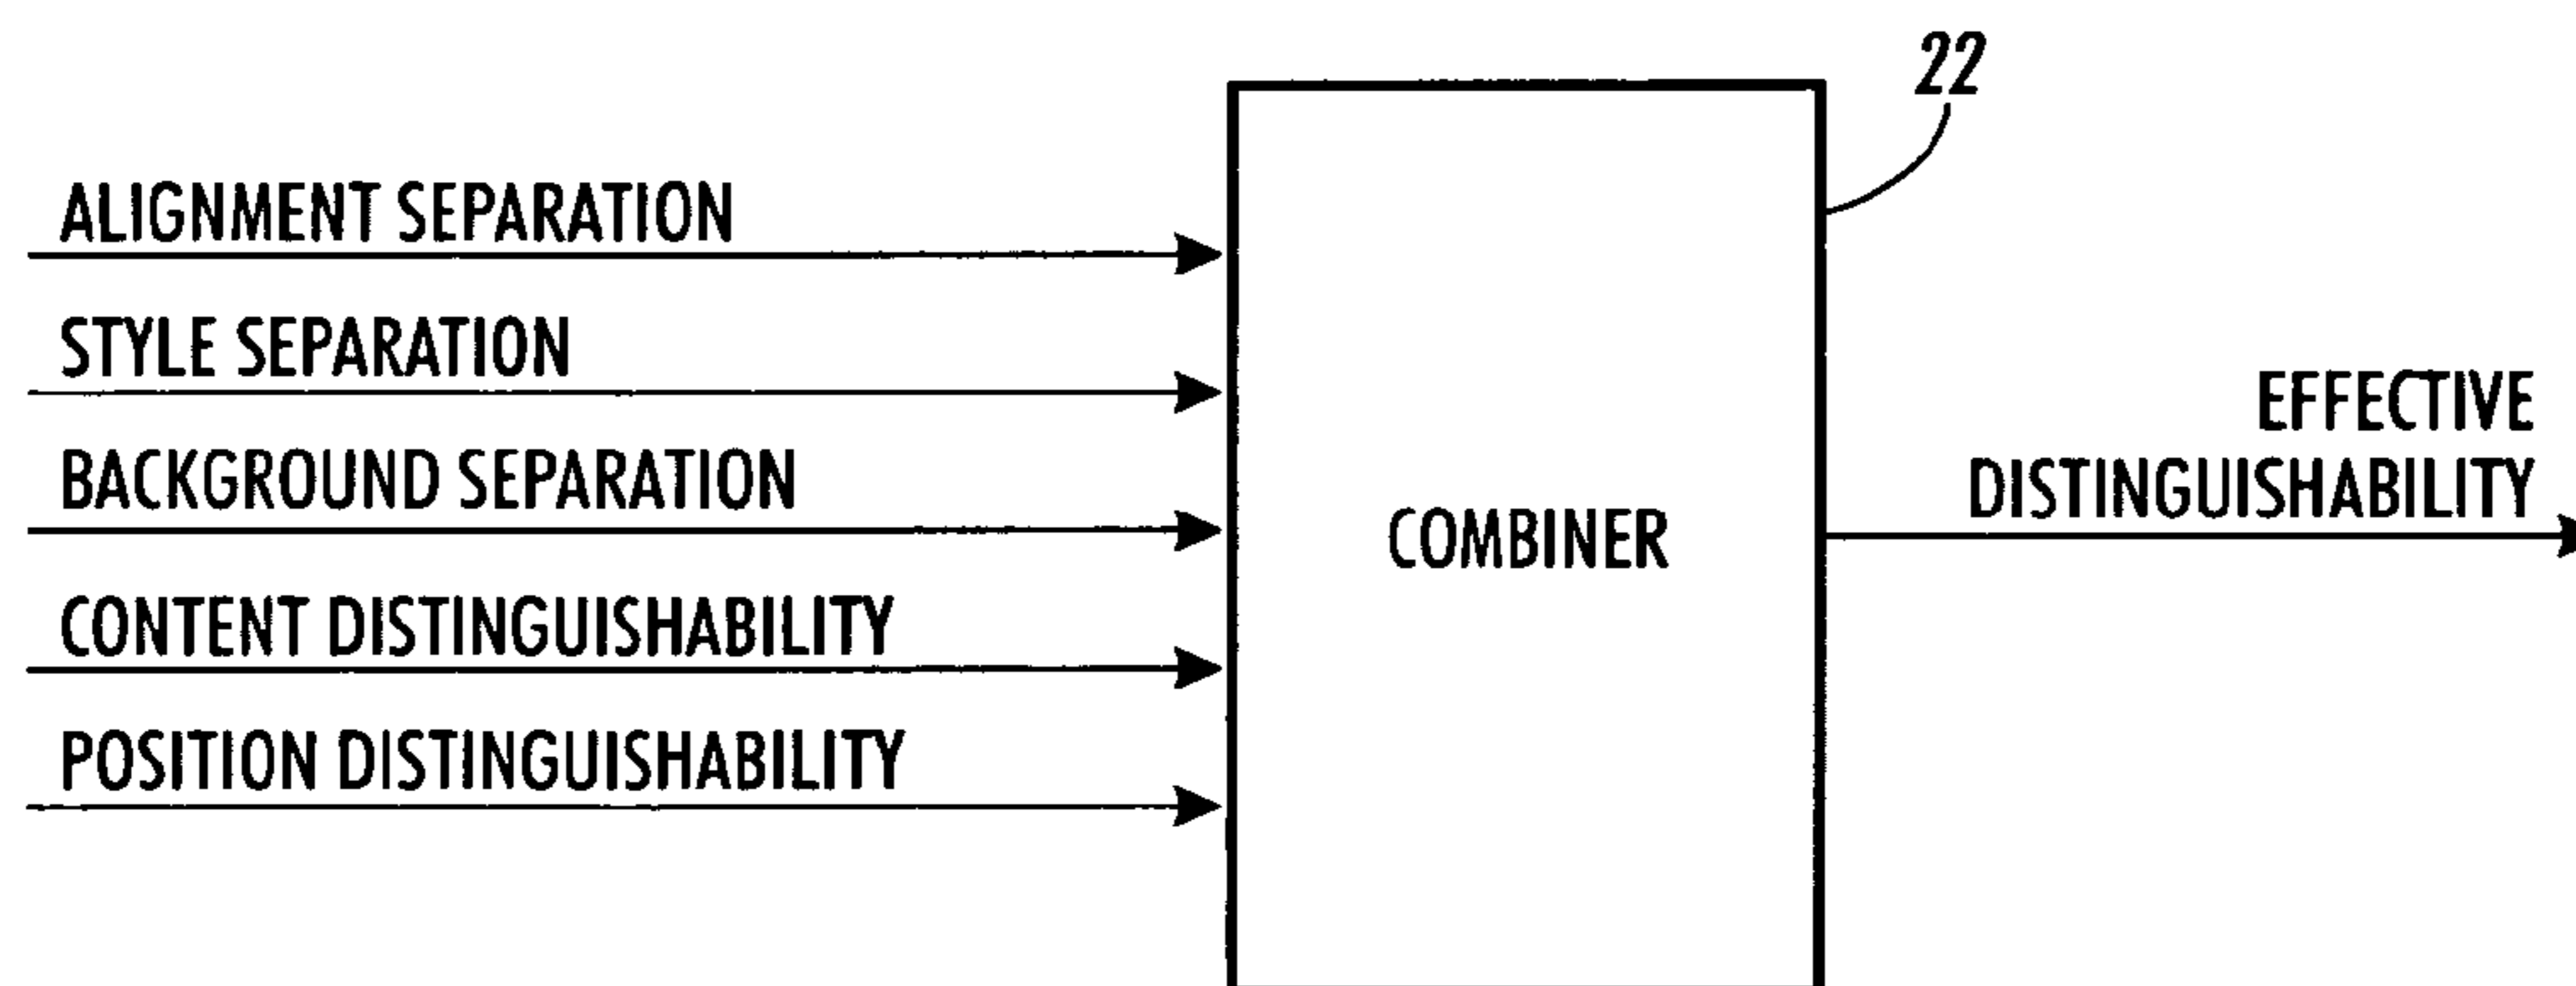 22
ALIGNMENT SEPARATION
STYLE SEPARATION
BACKGROUND SEPARATION
CONTENT DISTINGUISHABILITY
POSITION DISTINGUISHABILITY
COMBINER
EFFECTIVE
DISTINGUISHABILITY